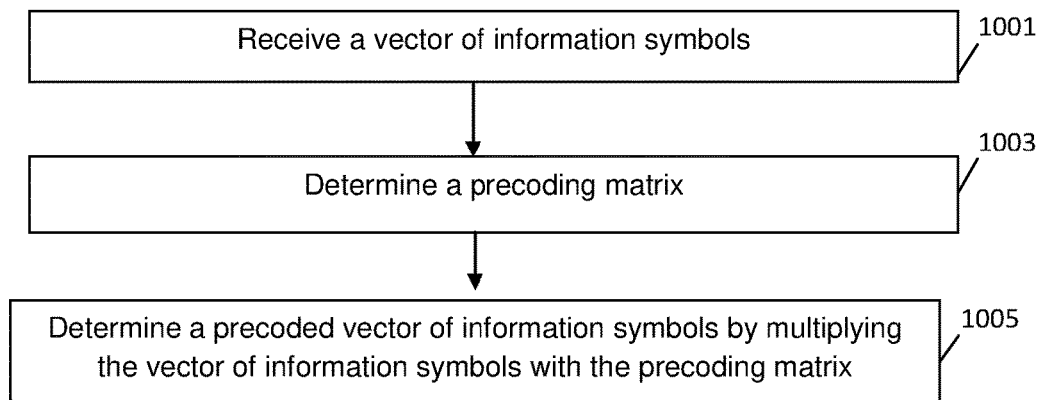 Receive a vector of information symbols
1001
Determine a precoding matrix
1003
Determine a precoded vector of information symbols by multiplying
the vector of information symbols with the precoding matrix
1005